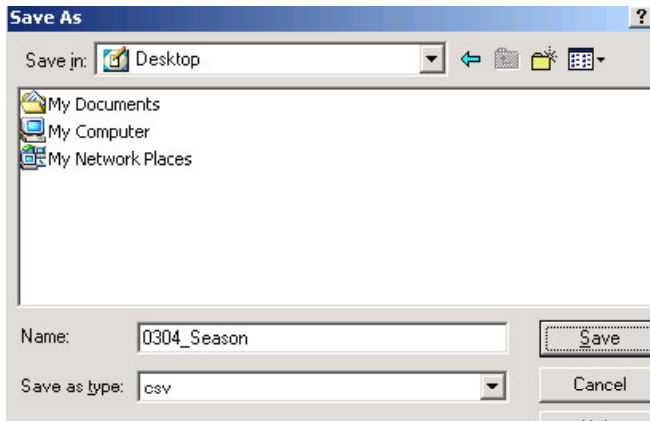 Save As ?
Save in: Desktop
My Documents
My Computer
My Network Places
Name: 0304_Season Save
Save as type: csv Cancel